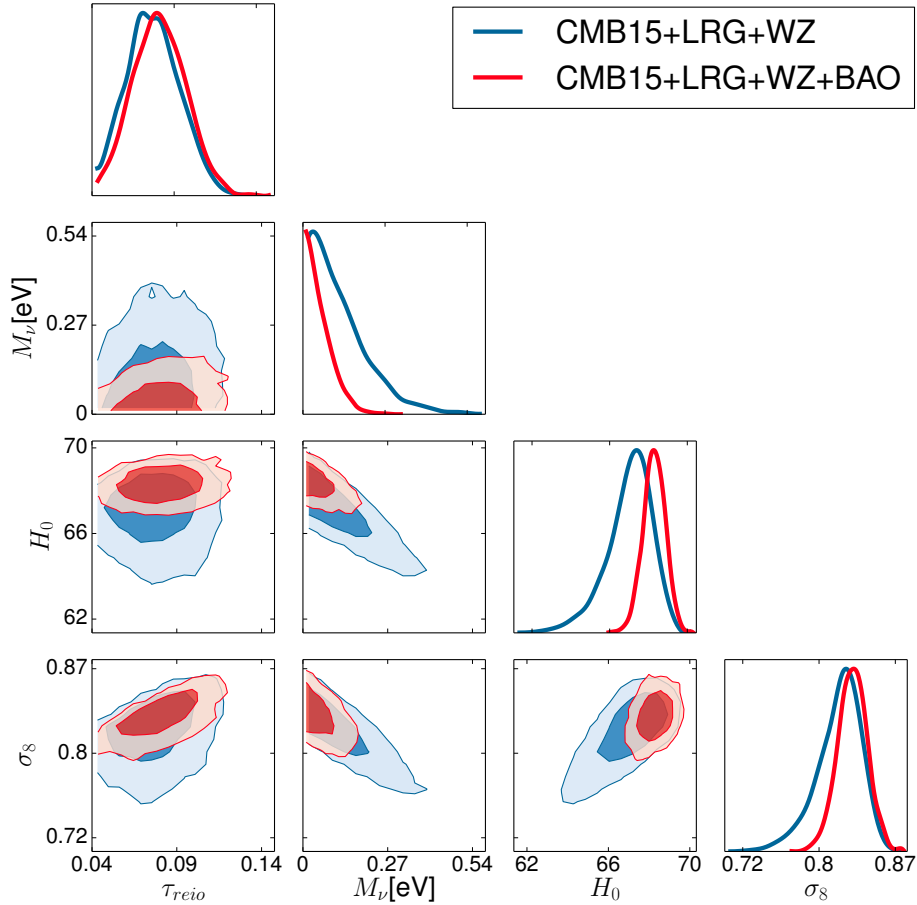 CMB15+LRG+WZ
CMB15+LRG+WZ+BAO
0.54
0.27
0
M_ν[eV]
70
66
62
H_0
0.87
0.8
0.72
σ_8
0.04 0.09 0.14
0 0.27 0.54
62 66 70
0.72 0.8 0.87
τ_reio M_ν[eV] H_0 σ_8